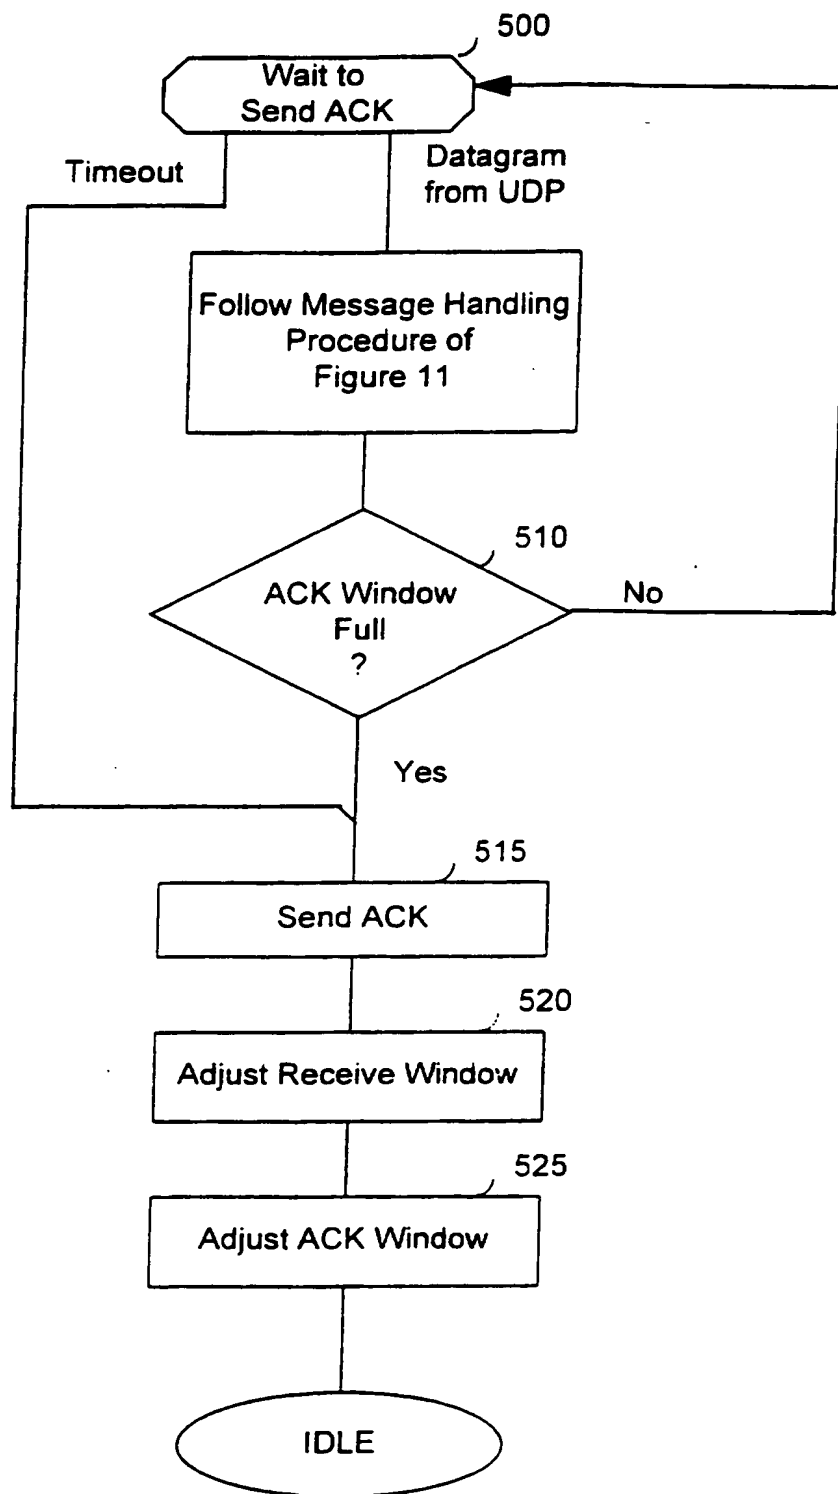 500
Wait to
Send ACK
Timeout
Datagram
from UDP
Follow Message Handling
Procedure of
Figure 11
510
ACK Window
Full
?
No
Yes
515
Send ACK
520
Adjust Receive Window
525
Adjust ACK Window
IDLE